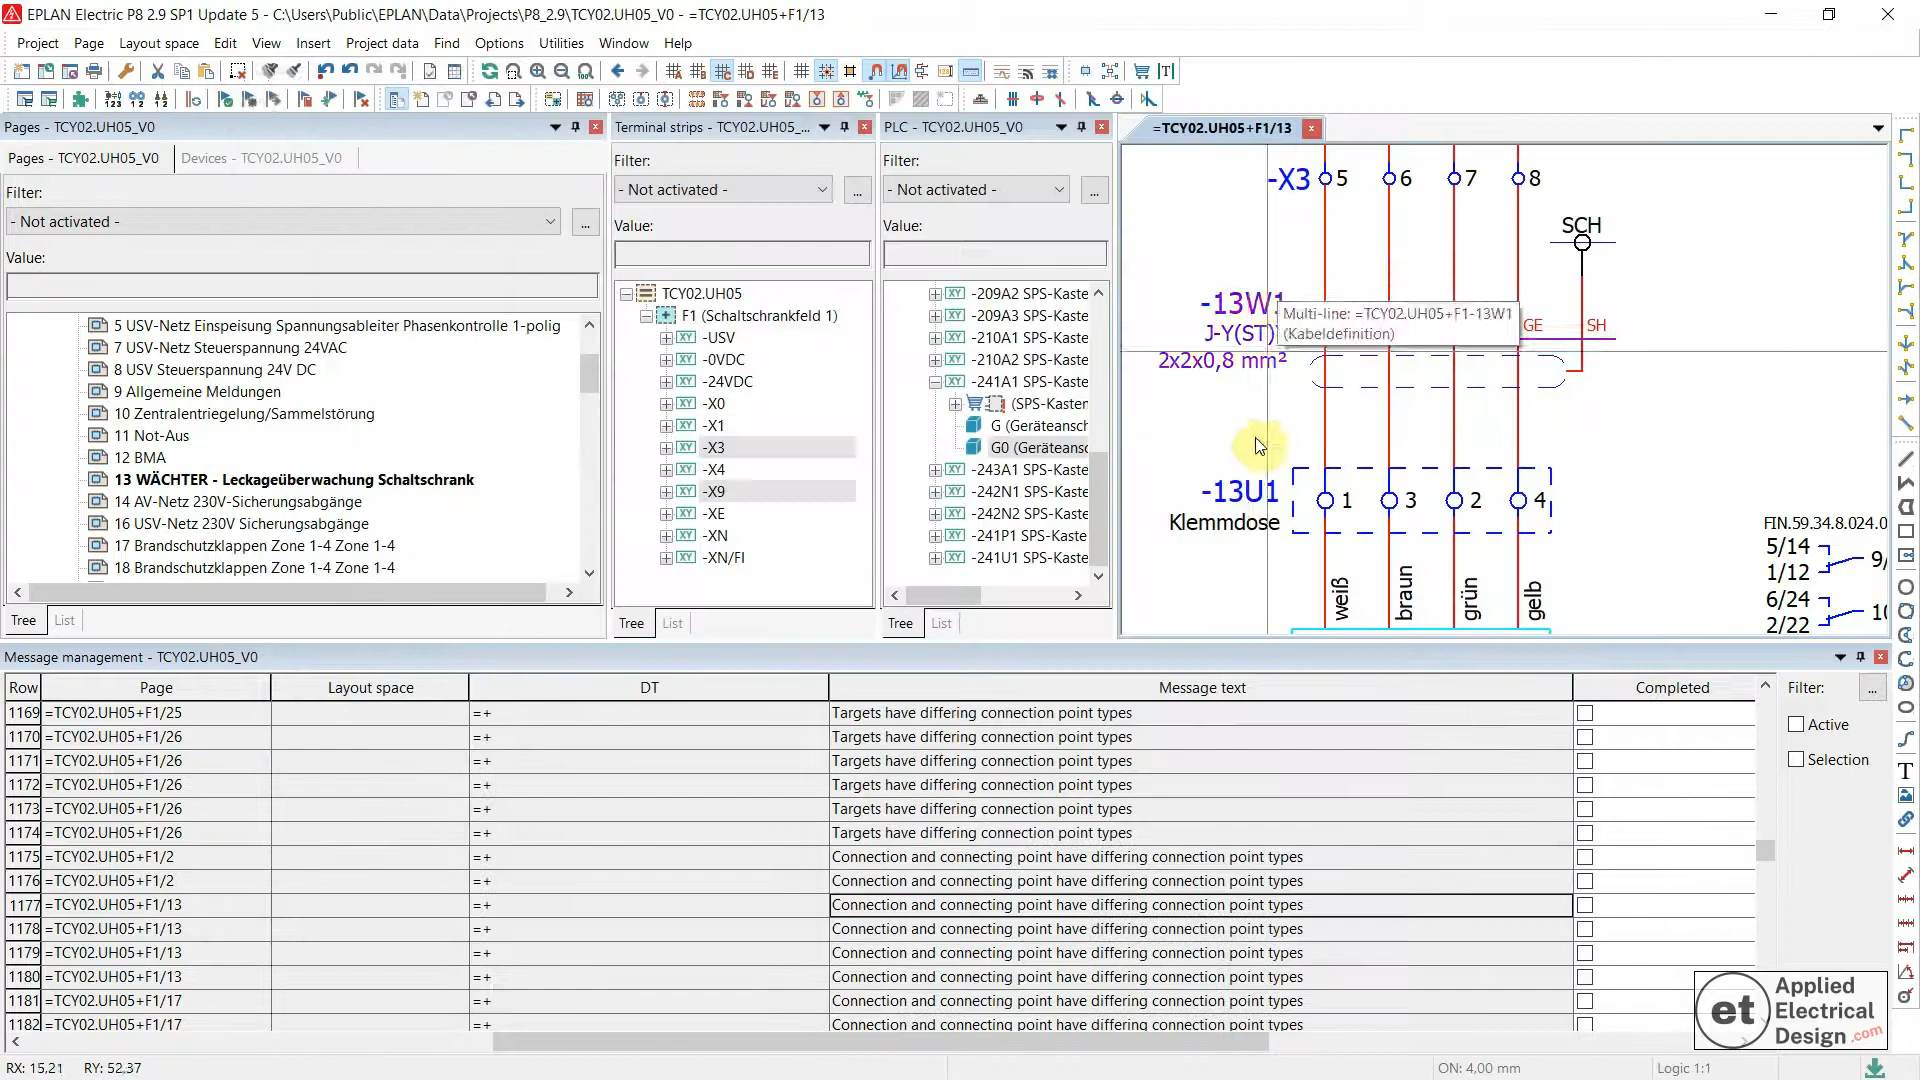 EPLAN Electric P8 2.9 SP1 Update 5 - C:\Users\Public\EPLAN\Data\Projects\P8_2.9\TCY02.UH05_V0 - =TCY02.UH05+F1/13
Project Page Layout space Edit View Insert Project data Find Options Utilities Window Help
Pages - TCY02.UH05_V0
Pages - TCY02.UH05_V0
Devices - TCY02.UH05_V0
Filter:
- Not activated -
...
Value:
5 USV-Netz Einspeisung Spannungsableiter Phasenkontrolle 1-polig
7 USV-Netz Steuerspannung 24VAC
8 USV Steuerspannung 24V DC
9 Allgemeine Meldungen
10 Zentralentriegelung/Sammelstörung
11 Not-Aus
12 BMA
13 WÄCHTER - Leckageüberwachung Schaltschrank
14 AV-Netz 230V-Sicherungsabgänge
16 USV-Netz 230V Sicherungsabgänge
17 Brandschutzklappen Zone 1-4 Zone 1-4
18 Brandschutzklappen Zone 1-4 Zone 1-4
Tree
List
Terminal strips - TCY02.UH05_...
Filter:
- Not activated -
...
Value:
TCY02.UH05
F1 (Schaltschrankfeld 1)
-USV
-0VDC
-24VDC
-X0
-X1
-X3
-X4
-X9
-XE
-XN
-XN/FI
Tree
List
PLC - TCY02.UH05_V0
Filter:
- Not activated -
...
Value:
-209A2 SPS-Kaste
-209A3 SPS-Kaste
-210A1 SPS-Kaste
-210A2 SPS-Kaste
-241A1 SPS-Kaste
(SPS-Kasten
G (Geräteansch
G0 (Geräteansc
-243A1 SPS-Kaste
-242N1 SPS-Kaste
-242N2 SPS-Kaste
-241P1 SPS-Kaste
-241U1 SPS-Kaste
Tree
List
=TCY02.UH05+F1/13
-X3 5 6 7 8
SCH
-13W1
J-Y(ST)
2x2x0,8 mm²
Multi-line: =TCY02.UH05+F1-13W1
(Kabeldefinition)
GE SH
-13U1 1 3 2 4
Klemmdose
weiß
braun
grün
gelb
FIN.59.34.8.024.0
5/14
1/12
9/
6/24
2/22
10
Message management - TCY02.UH05_V0
Row Page Layout space DT Message text Completed
1169 =TCY02.UH05+F1/25 =+ Targets have differing connection point types
1170 =TCY02.UH05+F1/26 =+ Targets have differing connection point types
1171 =TCY02.UH05+F1/26 =+ Targets have differing connection point types
1172 =TCY02.UH05+F1/26 =+ Targets have differing connection point types
1173 =TCY02.UH05+F1/26 =+ Targets have differing connection point types
1174 =TCY02.UH05+F1/26 =+ Targets have differing connection point types
1175 =TCY02.UH05+F1/2 =+ Connection and connecting point have differing connection point types
1176 =TCY02.UH05+F1/2 =+ Connection and connecting point have differing connection point types
1177 =TCY02.UH05+F1/13 =+ Connection and connecting point have differing connection point types
1178 =TCY02.UH05+F1/13 =+ Connection and connecting point have differing connection point types
1179 =TCY02.UH05+F1/13 =+ Connection and connecting point have differing connection point types
1180 =TCY02.UH05+F1/13 =+ Connection and connecting point have differing connection point types
1181 =TCY02.UH05+F1/17 =+ Connection and connecting point have differing connection point types
1182 =TCY02.UH05+F1/17 =+ Connection and connecting point have differing connection point types
Filter:
...
Active
Selection
et
Applied
Electrical
Design.com
RX: 15,21 RY: 52,37
ON: 4,00 mm
Logic 1:1